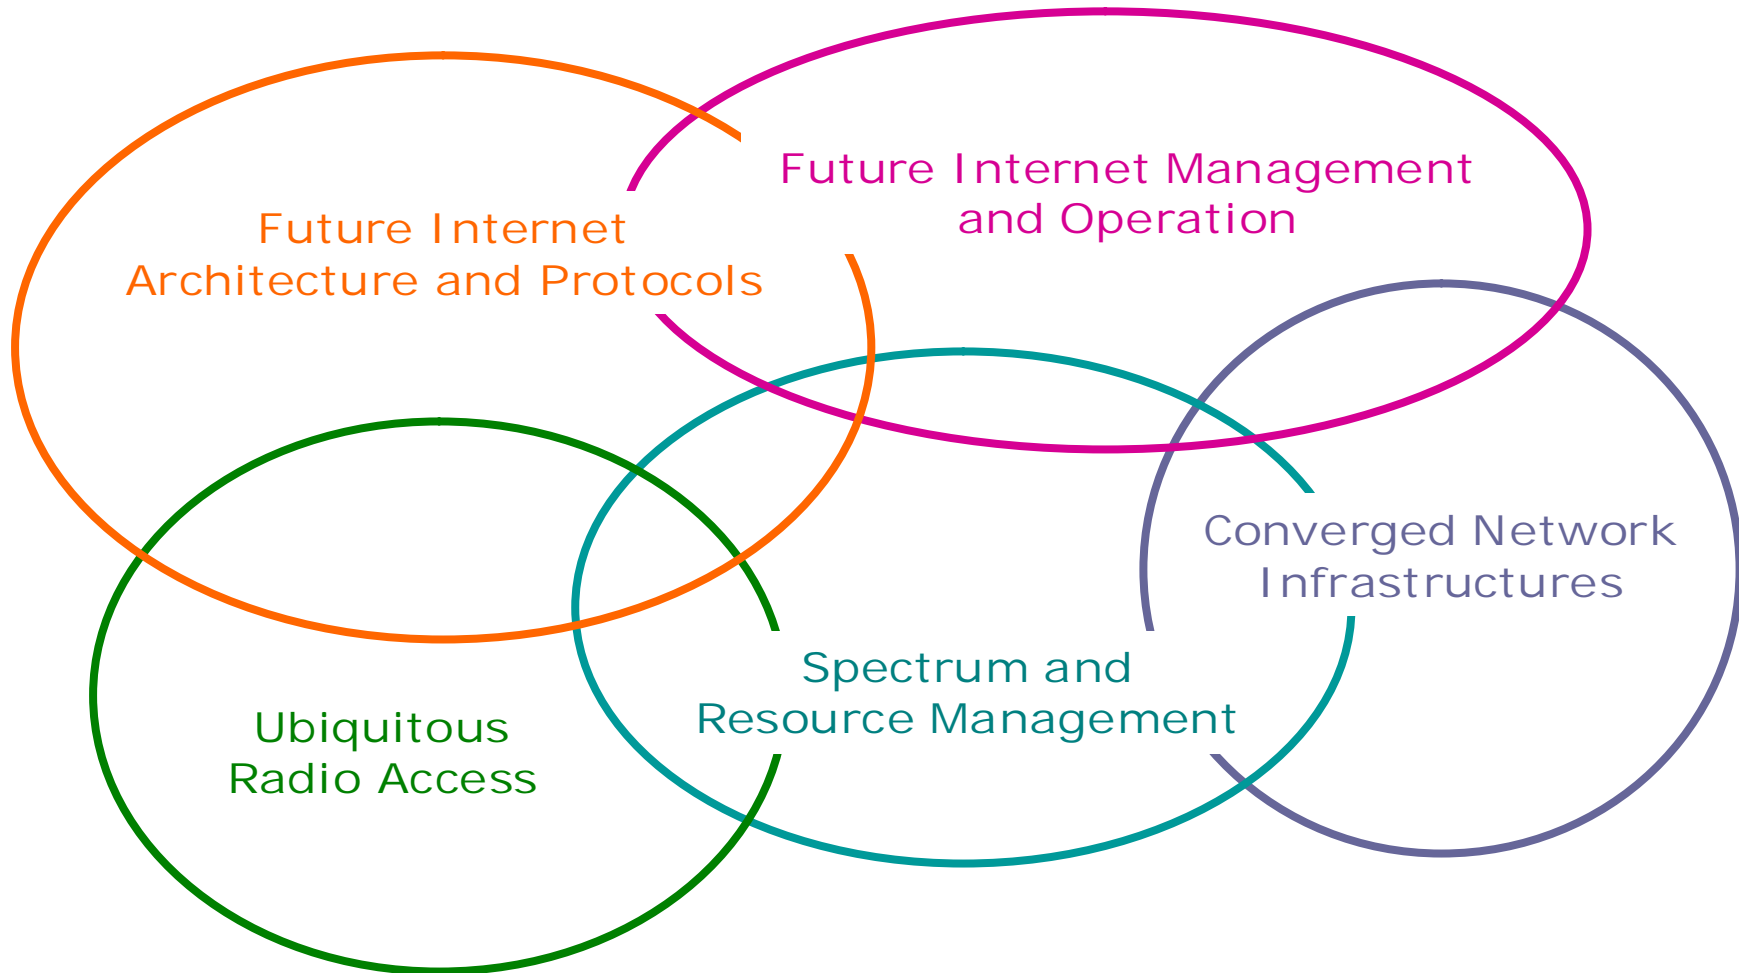 Future Internet Management
and Operation
Future Internet
Architecture and Protocols
Converged Network
Infrastructures
Spectrum and
Resource Management
Ubiquitous
Radio Access